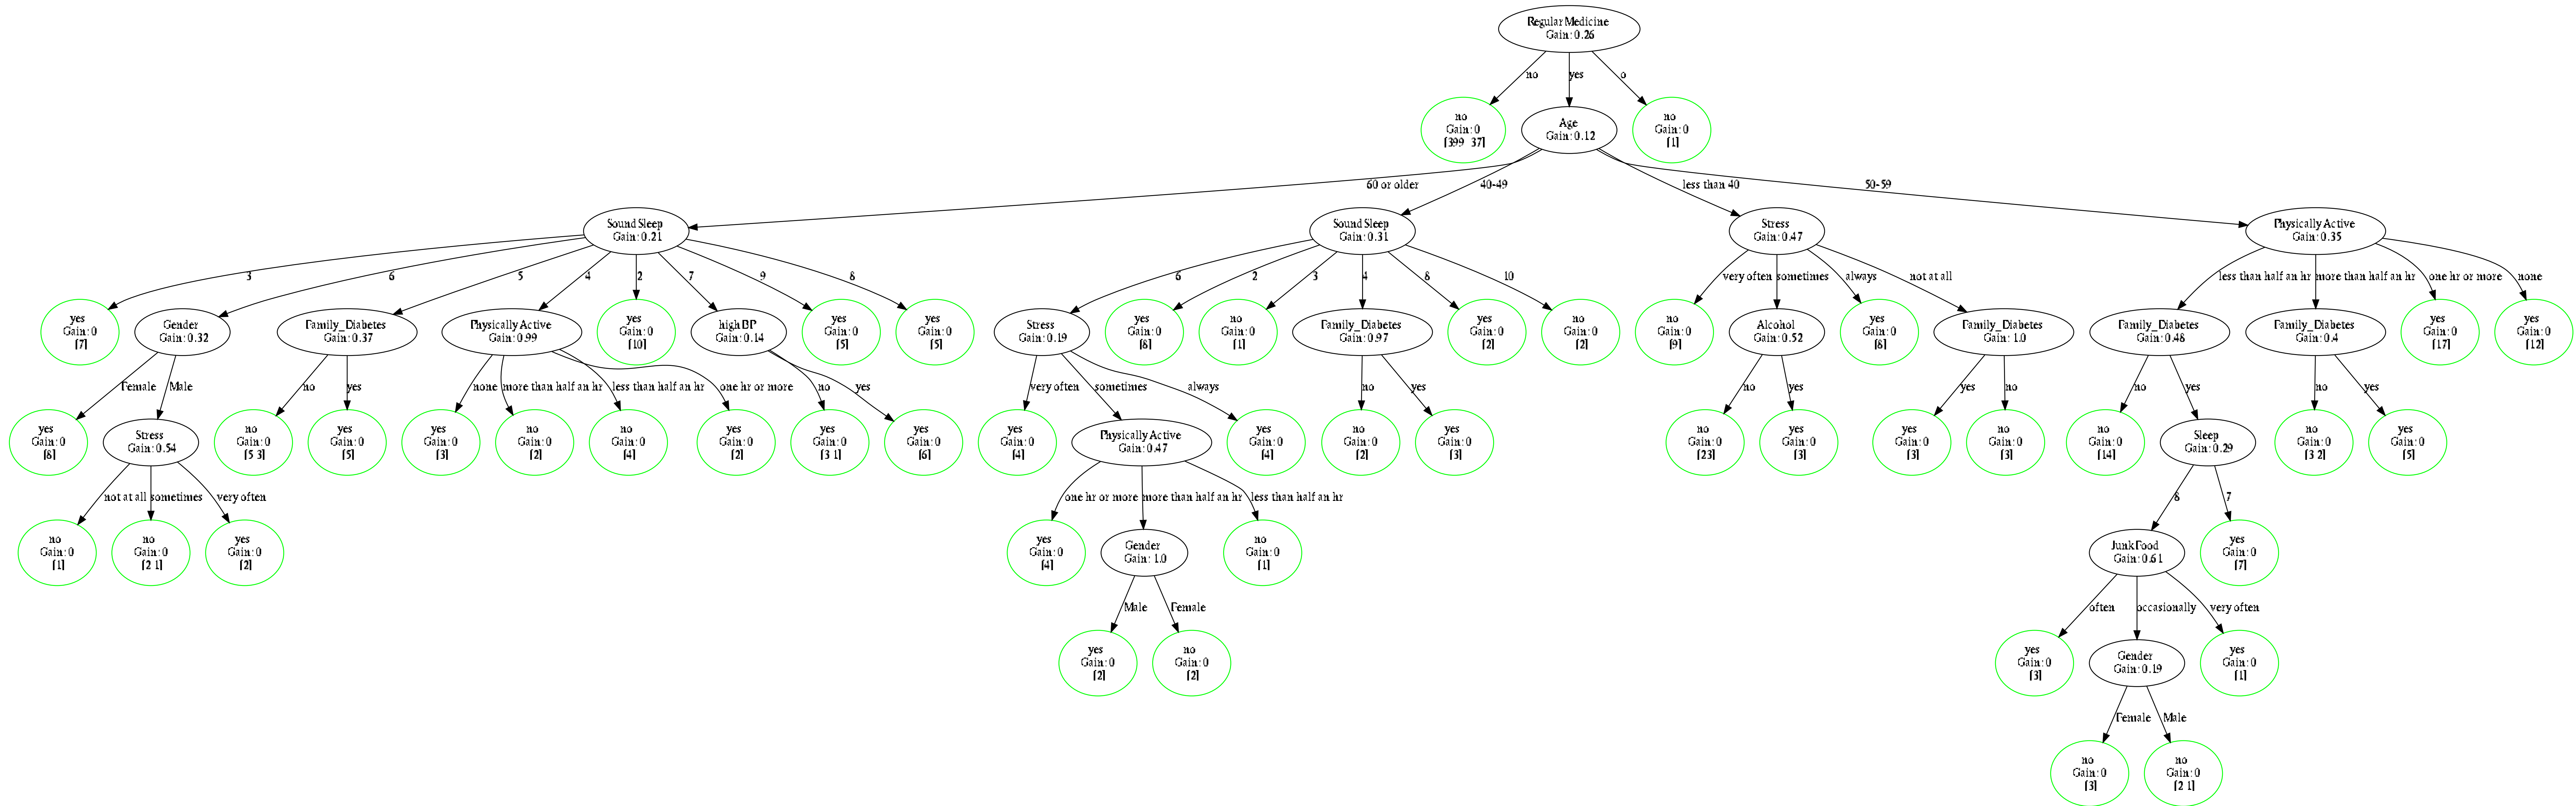 Regular Medicine
Gain: 0.26
no
yes
o
no
Gain: 0
[399 37]
Age
Gain: 0.12
no
Gain: 0
[1]
60 or older
40-49
less than 40
50-59
Sound Sleep
Gain: 0.21
Sound Sleep
Gain: 0.31
Stress
Gain: 0.47
Physically Active
Gain: 0.35
3
6
5
4
2
7
9
8
6
2
3
4
8
10
very often
sometimes
always
not at all
less than half an hr
more than half an hr
one hr or more
none
yes
Gain: 0
[7]
Gender
Gain: 0.32
Family_Diabetes
Gain: 0.37
Physically Active
Gain: 0.99
yes
Gain: 0
[10]
high BP
Gain: 0.14
yes
Gain: 0
[5]
yes
Gain: 0
[5]
Stress
Gain: 0.19
yes
Gain: 0
[8]
no
Gain: 0
[1]
Family_Diabetes
Gain: 0.97
yes
Gain: 0
[2]
no
Gain: 0
[2]
no
Gain: 0
[9]
Alcohol
Gain: 0.52
yes
Gain: 0
[8]
Family_Diabetes
Gain: 1.0
Family_Diabetes
Gain: 0.48
Family_Diabetes
Gain: 0.4
yes
Gain: 0
[17]
yes
Gain: 0
[12]
Female
Male
no
yes
none
more than half an hr
less than half an hr
one hr or more
no
yes
very often
sometimes
always
no
yes
no
yes
yes
no
no
yes
no
yes
yes
Gain: 0
[8]
Stress
Gain: 0.54
no
Gain: 0
[5 3]
yes
Gain: 0
[5]
yes
Gain: 0
[3]
no
Gain: 0
[2]
no
Gain: 0
[4]
yes
Gain: 0
[2]
yes
Gain: 0
[3 1]
yes
Gain: 0
[6]
yes
Gain: 0
[4]
Physically Active
Gain: 0.47
yes
Gain: 0
[4]
no
Gain: 0
[2]
yes
Gain: 0
[3]
no
Gain: 0
[23]
yes
Gain: 0
[3]
yes
Gain: 0
[3]
no
Gain: 0
[3]
no
Gain: 0
[14]
Sleep
Gain: 0.29
no
Gain: 0
[3 2]
yes
Gain: 0
[5]
not at all
sometimes
very often
one hr or more
more than half an hr
less than half an hr
8
7
no
Gain: 0
[1]
no
Gain: 0
[2 1]
yes
Gain: 0
[2]
yes
Gain: 0
[4]
Gender
Gain: 1.0
no
Gain: 0
[1]
JunkFood
Gain: 0.61
yes
Gain: 0
[7]
Male
Female
often
occasionally
very often
yes
Gain: 0
[2]
no
Gain: 0
[2]
yes
Gain: 0
[3]
Gender
Gain: 0.19
yes
Gain: 0
[1]
Female
Male
no
Gain: 0
[3]
no
Gain: 0
[2 1]